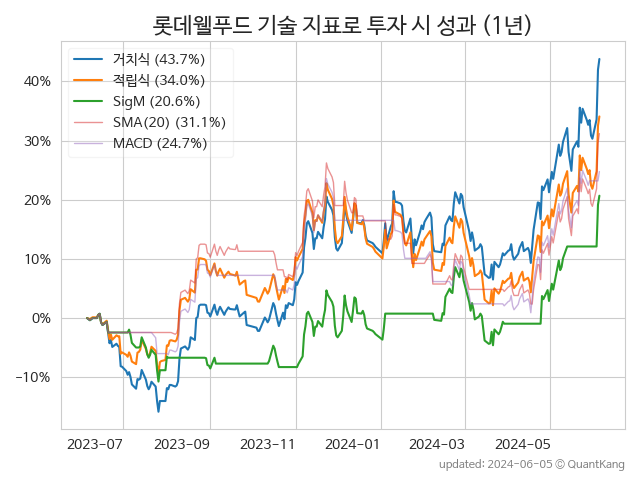 롯데웰푸드 기술 지표로 투자 시 성과 (1년)
거치식 (43.7%)
적립식 (34.0%)
SigM (20.6%)
SMA(20) (31.1%)
MACD (24.7%)
40%
30%
20%
10%
0%
−10%
2023-07 2023-09 2023-11 2024-01 2024-03 2024-05
updated: 2024-06-05 © QuantKang